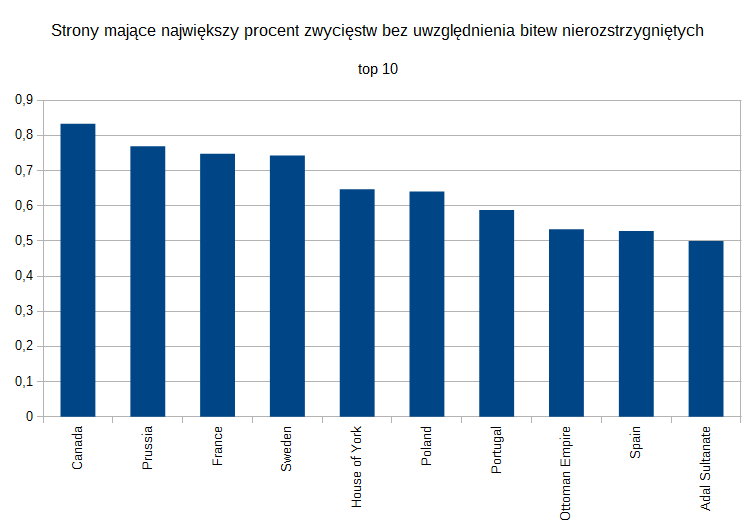 Strony mające największy procent zwycięstw bez uwzględnienia bitew nierozstrzygniętych
top 10
0,9
0,8
0,7
0,6
0,5
0,4
0,3
0,2
0,1
0
Canada
Prussia
France
Sweden
House of York
Poland
Portugal
Ottoman Empire
Spain
Adal Sultanate